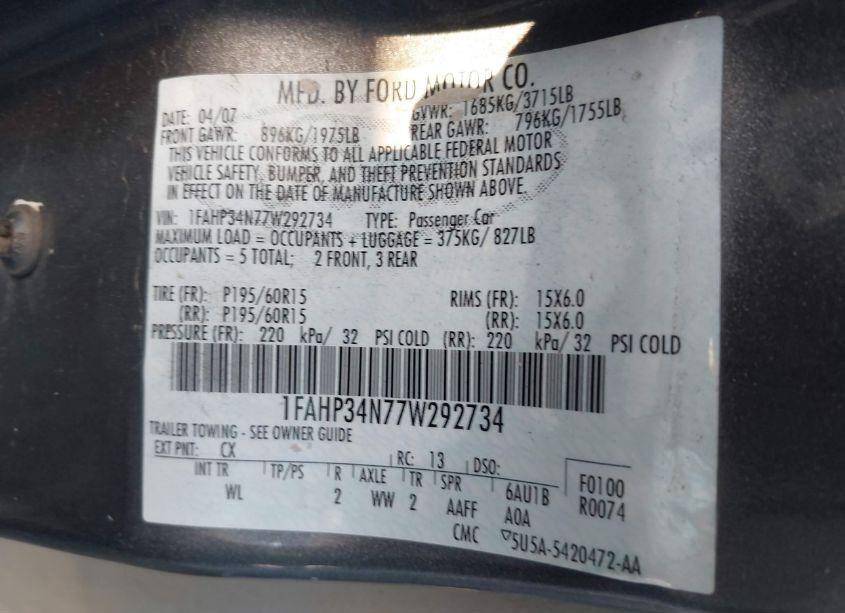 MFD. BY FORD MOTOR CO.
DATE: 04/07 GVWR: 1685KG/3715LB
FRONT GAWR: 896KG/1975LB REAR GAWR: 796KG/1755LB
THIS VEHICLE CONFORMS TO ALL APPLICABLE FEDERAL MOTOR
VEHICLE SAFETY, BUMPER, AND THEFT PREVENTION STANDARDS
IN EFFECT ON THE DATE OF MANUFACTURE SHOWN ABOVE.
VIN: 1FAHP34N77W292734 TYPE: Passenger Car
MAXIMUM LOAD = OCCUPANTS + LUGGAGE = 375KG/ 827LB
OCCUPANTS = 5 TOTAL; 2 FRONT, 3 REAR
TIRE (FR): P195/60R15 RIMS (FR): 15X6.0
(RR): P195/60R15 (RR): 15X6.0
PRESSURE (FR): 220 kPa/ 32 PSI COLD (RR): 220 kPa/ 32 PSI COLD
1FAHP34N77W292734
TRAILER TOWING - SEE OWNER GUIDE
EXT PNT: CX RC: 13 DSO: F0100
INT TR TP/PS R AXLE TR SPR 6AU1B R0074
WL 2 WW 2 AAFF AOA
CMC 5U5A-5420472-AA